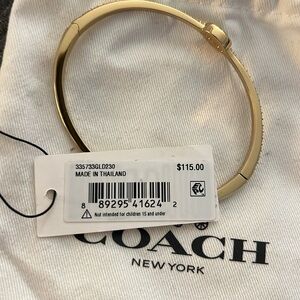 335733GLD230
MADE IN THAILAND
$115.00
8 89295 41624 2
Not intended for children 15 and under
COACH
NEW YORK